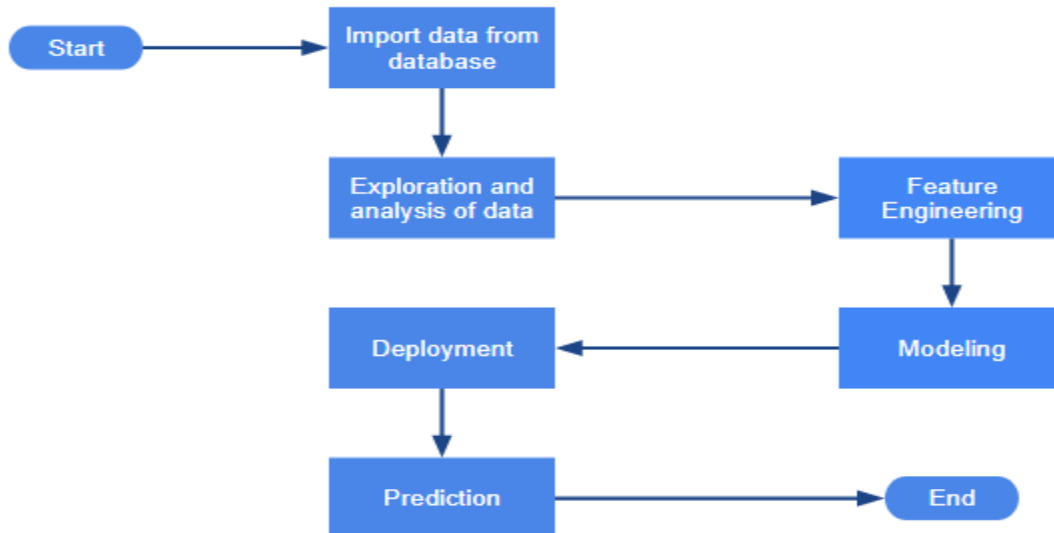 Start
Import data from
database
Exploration and
analysis of data
Feature
Engineering
Modeling
Deployment
Prediction
End